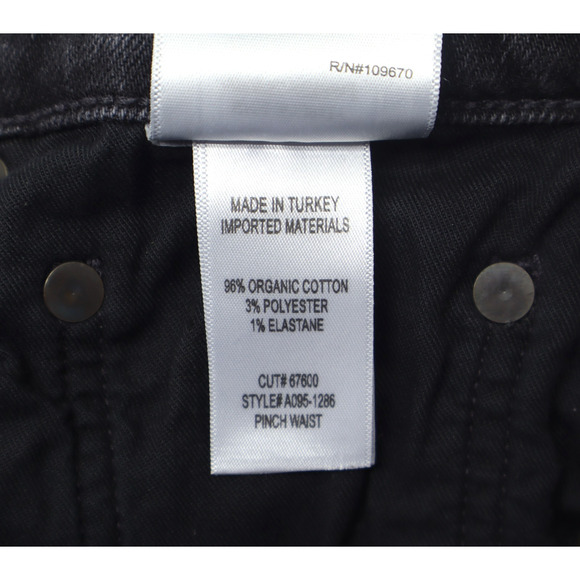 R/N#109670
MADE IN TURKEY
IMPORTED MATERIALS
96% ORGANIC COTTON
3% POLYESTER
1% ELASTANE
CUT# 67600
STYLE# A095-1286
PINCH WAIST